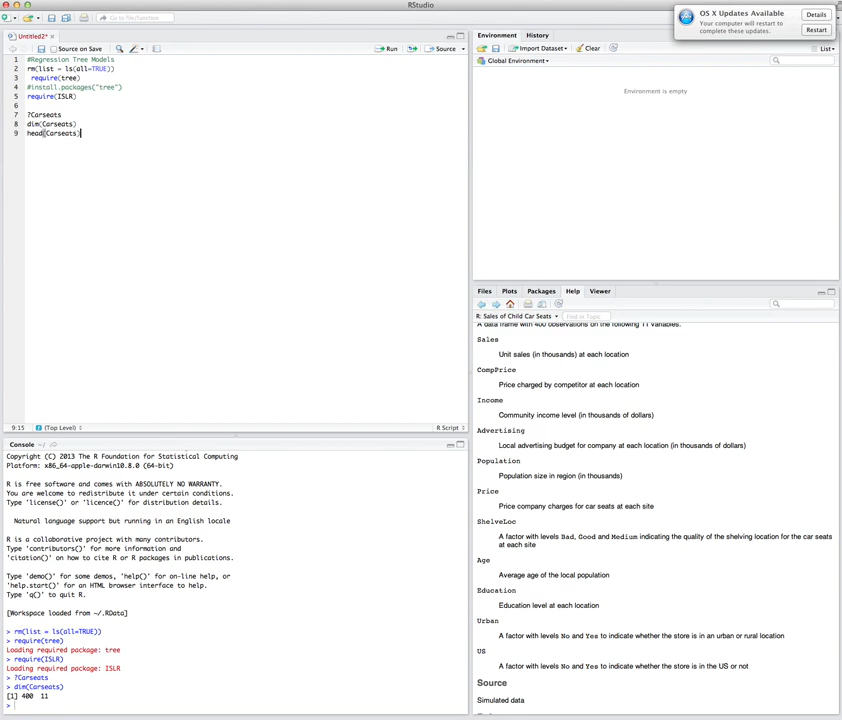 RStudio
Go to file/function
OS X Updates Available
Your computer will restart to complete these updates.
Details
Restart
Untitled2*
Source on Save
Run
Source
1 #Regression Tree Models
2 rm(list = ls(all=TRUE))
3 require(tree)
4 #install.packages("tree")
5 require(ISLR)
6
7 ?Carseats
8 dim(Carseats)
9 head(Carseats)
9:15
(Top Level)
R Script
Console ~/
Copyright (C) 2013 The R Foundation for Statistical Computing
Platform: x86_64-apple-darwin10.8.0 (64-bit)
R is free software and comes with ABSOLUTELY NO WARRANTY.
You are welcome to redistribute it under certain conditions.
Type 'license()' or 'licence()' for distribution details.
Natural language support but running in an English locale
R is a collaborative project with many contributors.
Type 'contributors()' for more information and
'citation()' on how to cite R or R packages in publications.
Type 'demo()' for some demos, 'help()' for on-line help, or
'help.start()' for an HTML browser interface to help.
Type 'q()' to quit R.
[Workspace loaded from ~/.RData]
> rm(list = ls(all=TRUE))
> require(tree)
Loading required package: tree
> require(ISLR)
Loading required package: ISLR
> ?Carseats
> dim(Carseats)
[1] 400 11
>
Environment
History
Import Dataset
Clear
List
Global Environment
Environment is empty
Files
Plots
Packages
Help
Viewer
R: Sales of Child Car Seats
Find in Topic
A data frame with 400 observations on the following 11 variables.
Sales
Unit sales (in thousands) at each location
CompPrice
Price charged by competitor at each location
Income
Community income level (in thousands of dollars)
Advertising
Local advertising budget for company at each location (in thousands of dollars)
Population
Population size in region (in thousands)
Price
Price company charges for car seats at each site
ShelveLoc
A factor with levels Bad, Good and Medium indicating the quality of the shelving location for the car seats
at each site
Age
Average age of the local population
Education
Education level at each location
Urban
A factor with levels No and Yes to indicate whether the store is in an urban or rural location
US
A factor with levels No and Yes to indicate whether the store is in the US or not
Source
Simulated data